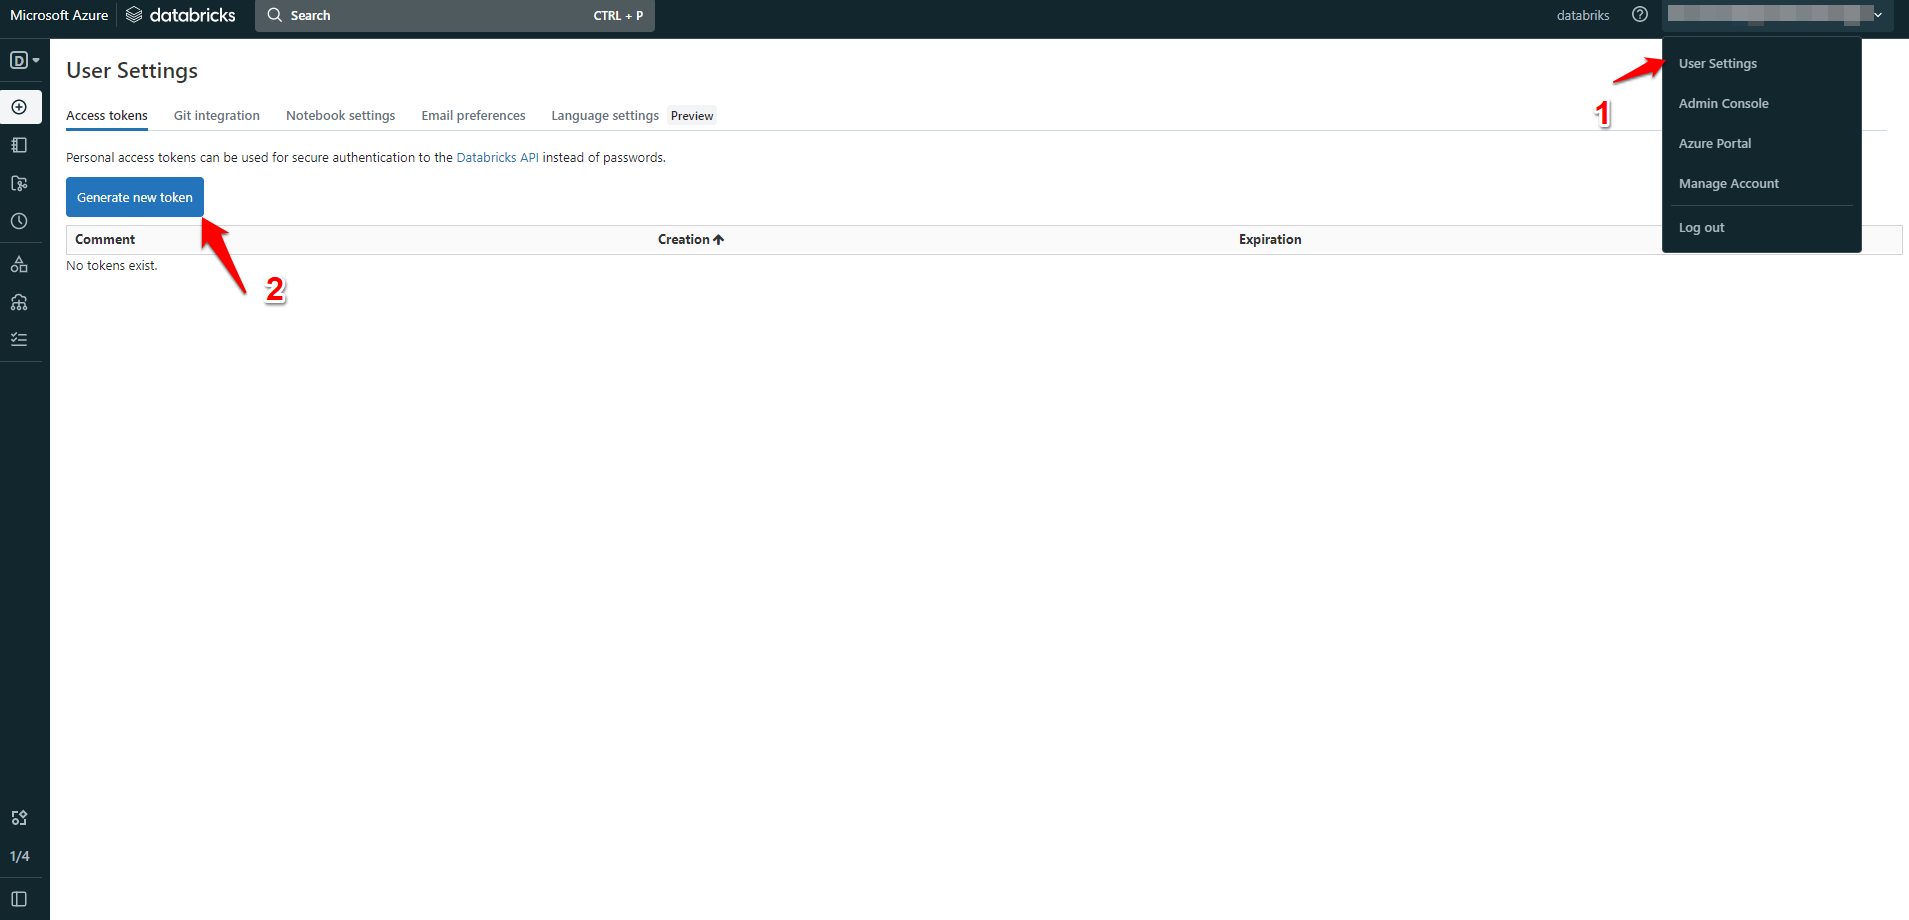 Microsoft Azure databricks Search CTRL + P databriks
D
User Settings
User Settings
1
Admin Console
Access tokens Git integration Notebook settings Email preferences Language settings Preview
Azure Portal
Personal access tokens can be used for secure authentication to the Databricks API instead of passwords.
Manage Account
Generate new token
Log out
Comment Creation Expiration
No tokens exist.
2
1/4